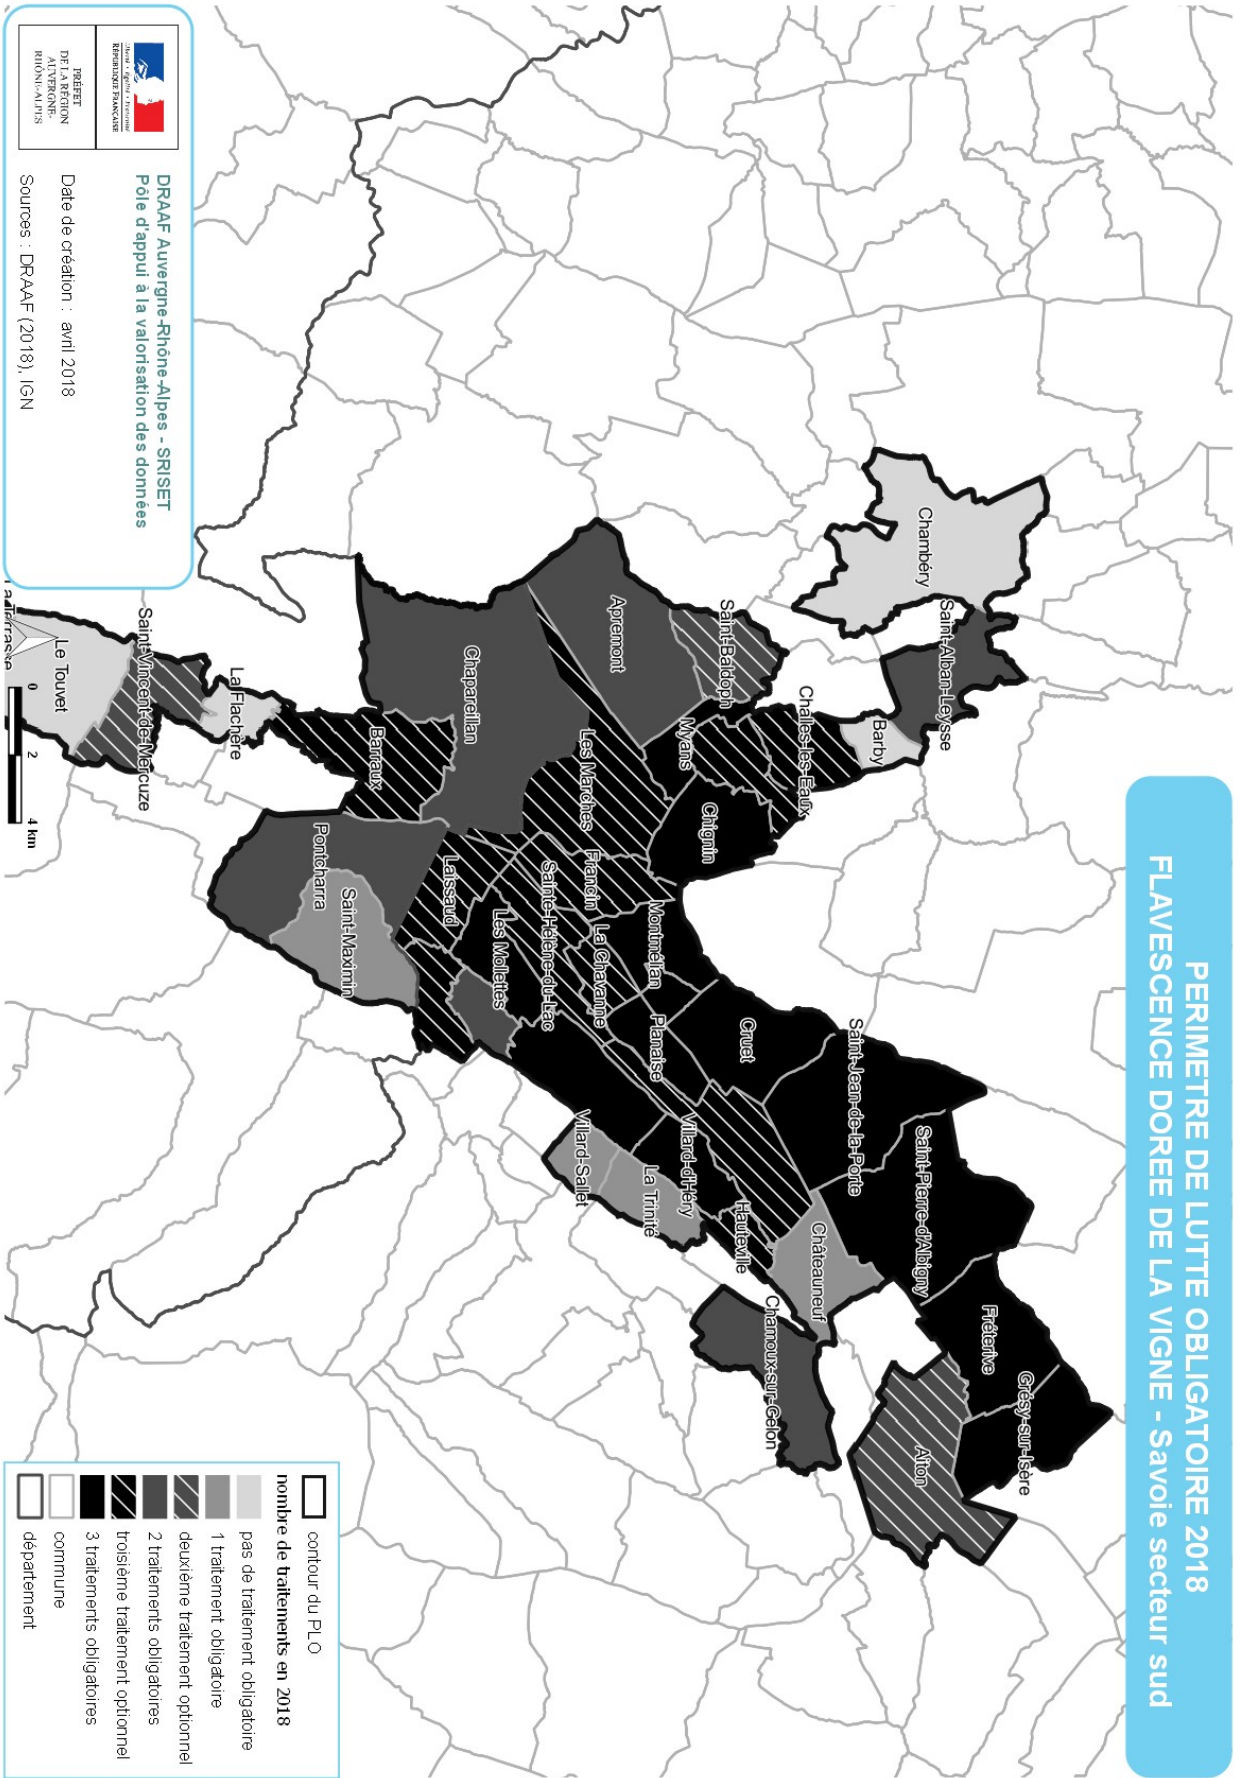 PERIMETRE DE LUTTE OBLIGATOIRE 2018
FLAVESCENCE DOREE DE LA VIGNE - Savoie secteur sud
Chambéry
Saint-Alban-Leysse
Barby
Challes-les-Eaux
Saint-Baldoph
Apremont
Myans
Chignin
Les Marches
Chapareillan
Barraux
La Flachère
Saint-Vincent-de-Mercuze
Le Touvet
La Terrasse
Pontcharra
Saint-Maximin
Laissaud
Les Mollettes
Sainte-Hélène-du-Lac
Francin
La Chavanne
Montmélian
Planaise
Cruet
Saint-Jean-de-la-Porte
Saint-Pierre-d'Albigny
Fréterive
Grésy-sur-Isère
Aiton
Châteauneuf
Chamoux-sur-Gelon
Hauteville
Villard-d'Héry
La Trinité
Villard-Sallet
0 2 4 km
Liberté • Égalité • Fraternité
RÉPUBLIQUE FRANÇAISE
PRÉFET
DE LA RÉGION
AUVERGNE-
RHÔNE-ALPES
DRAAF Auvergne-Rhône-Alpes - SRISET
Pôle d'appui à la valorisation des données
Date de création : avril 2018
Sources : DRAAF (2018), IGN
contour du PLO
nombre de traitements en 2018
pas de traitement obligatoire
1 traitement obligatoire
deuxième traitement optionnel
2 traitements obligatoires
troisième traitement optionnel
3 traitements obligatoires
commune
département